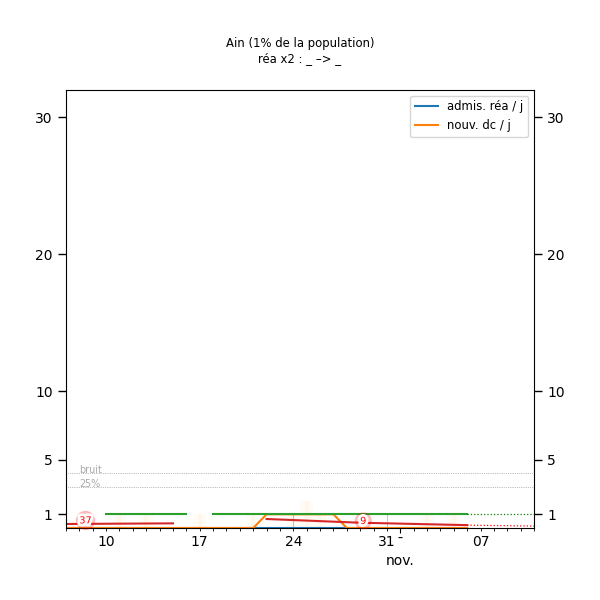 Ain (1% de la population)
réa x2 : _ –> _
admis. réa / j
nouv. dc / j
30 30
20 20
10 10
5 5
bruit
25%
1 1
37 9
10 17 24 31 07
nov.